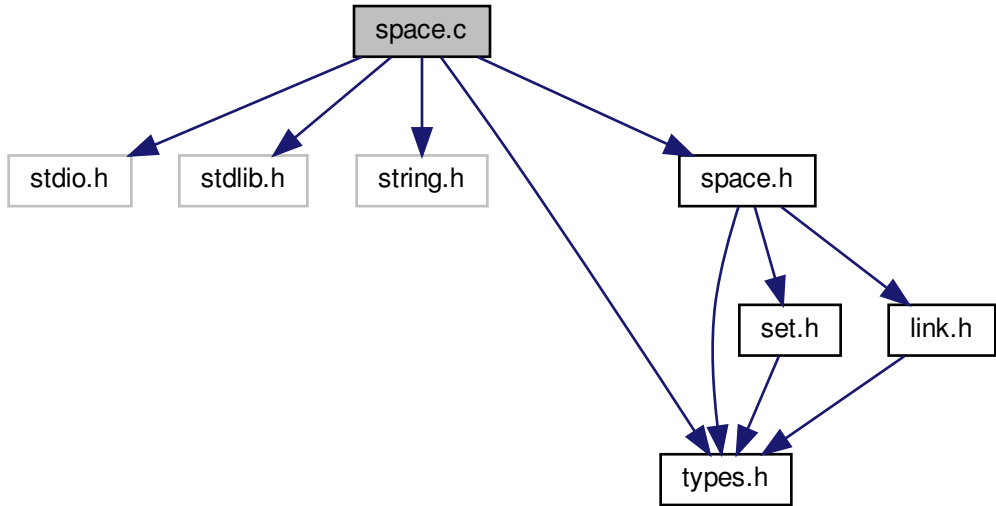 space.c
stdio.h
stdlib.h
string.h
space.h
set.h
link.h
types.h